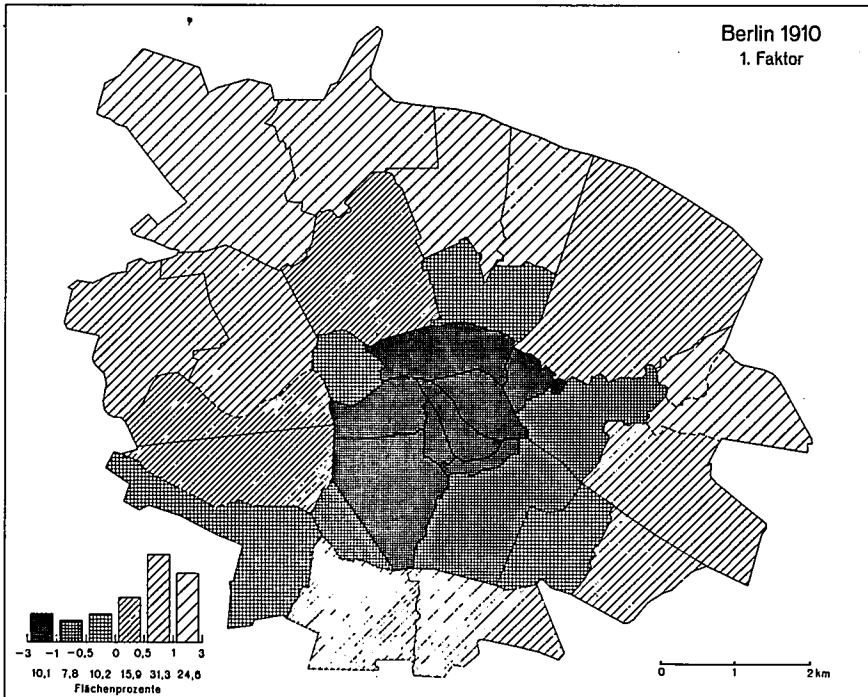 Berlin 1910
1. Faktor
-3 -1 -0,5 0 0,5 1 3
10,1 7,8 10,2 15,9 31,3 24,6
Flächenprozente
0 1 2 km